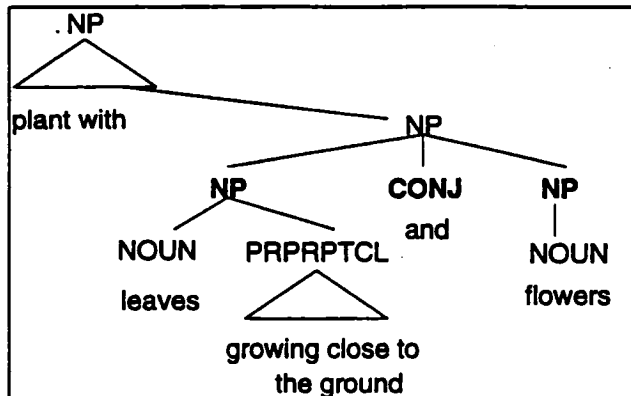 . NP
plant with
NP
NP CONJ NP
and
NOUN PRPRPTCL NOUN
leaves flowers
growing close to
the ground